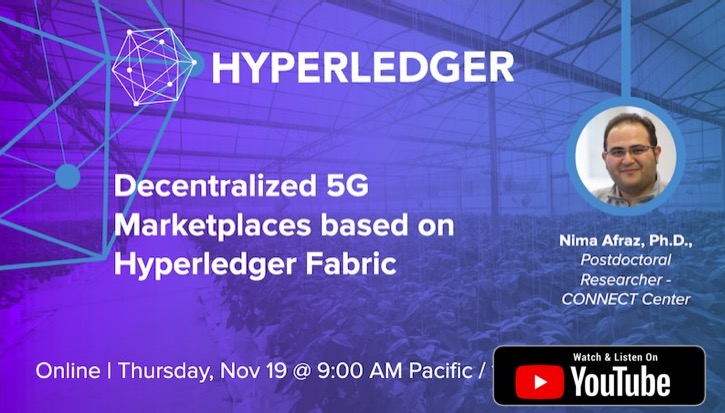 HYPERLEDGER
Decentralized 5G
Marketplaces based on
Hyperledger Fabric
Nima Afraz, Ph.D.,
Postdoctoral
Researcher -
CONNECT Center
Online | Thursday, Nov 19 @ 9:00 AM Pacific /
Watch & Listen On
YouTube